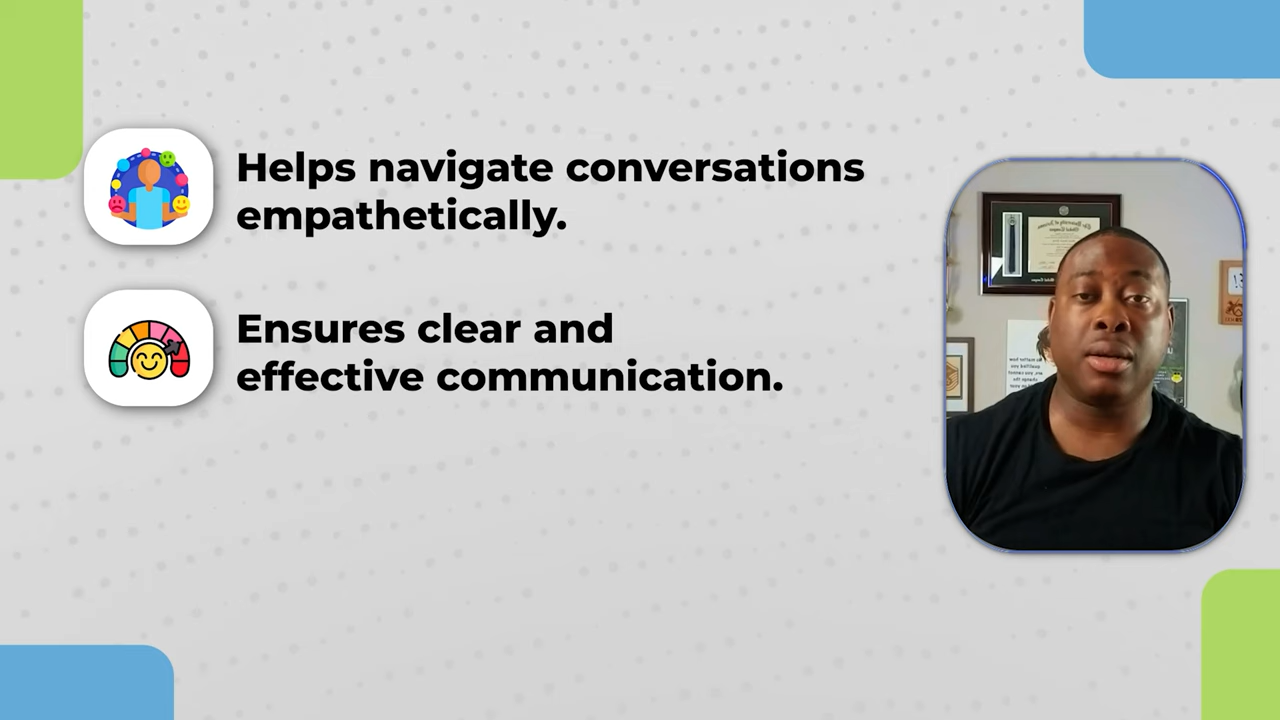 Helps navigate conversations
empathetically.
Ensures clear and
effective communication.